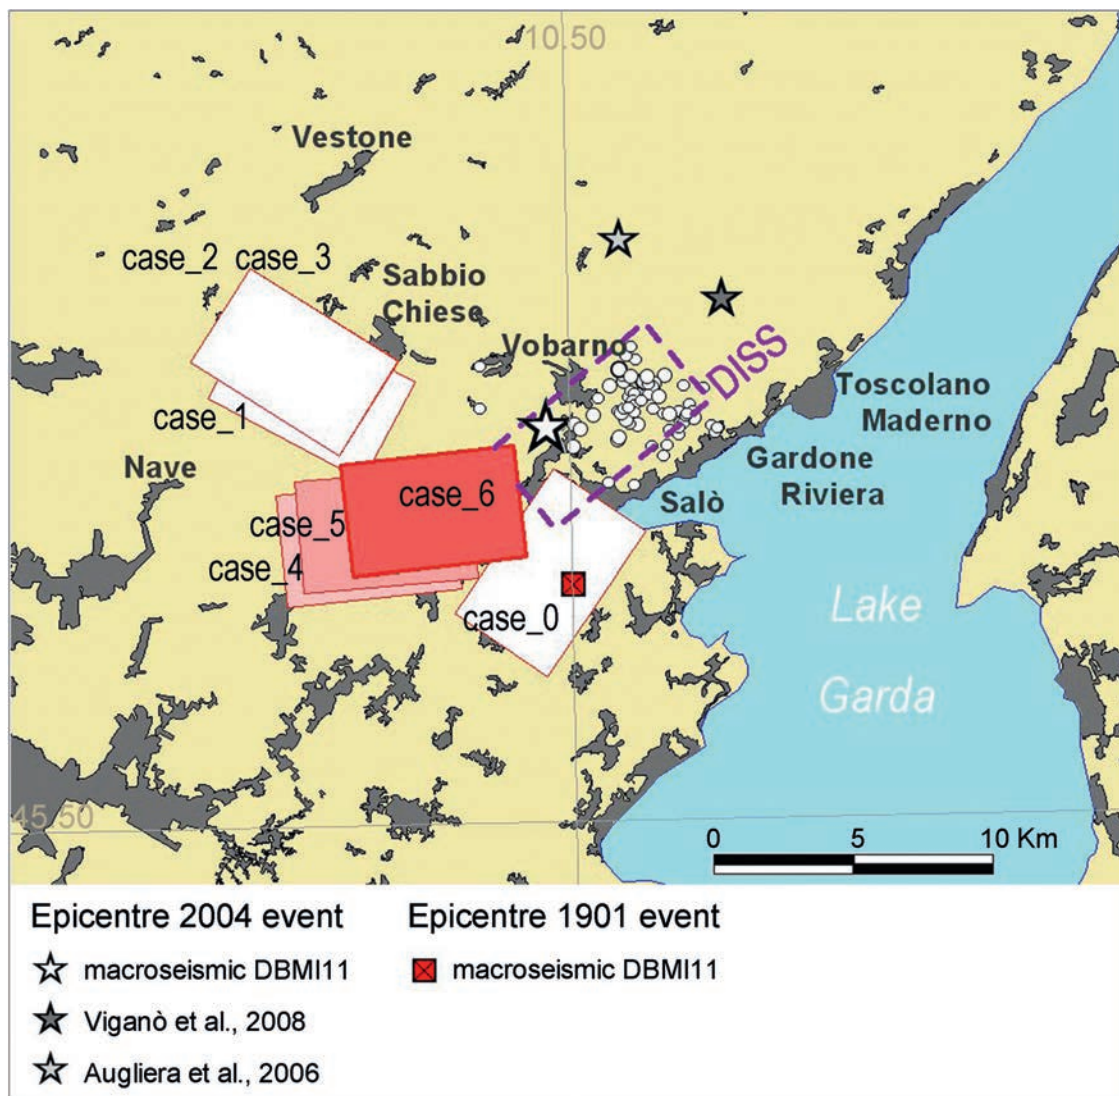 10.50
Vestone
case_2 case_3
Sabbio
Chiese
Vobarno
DISS
Toscolano
Maderno
case_1
Gardone
Riviera
Nave
case_6
Salò
case_5
case_4
case_0
Lake
Garda
45.50
0 5 10 Km
Epicentre 2004 event
Epicentre 1901 event
macroseismic DBMI11
macroseismic DBMI11
Viganò et al., 2008
Augliera et al., 2006